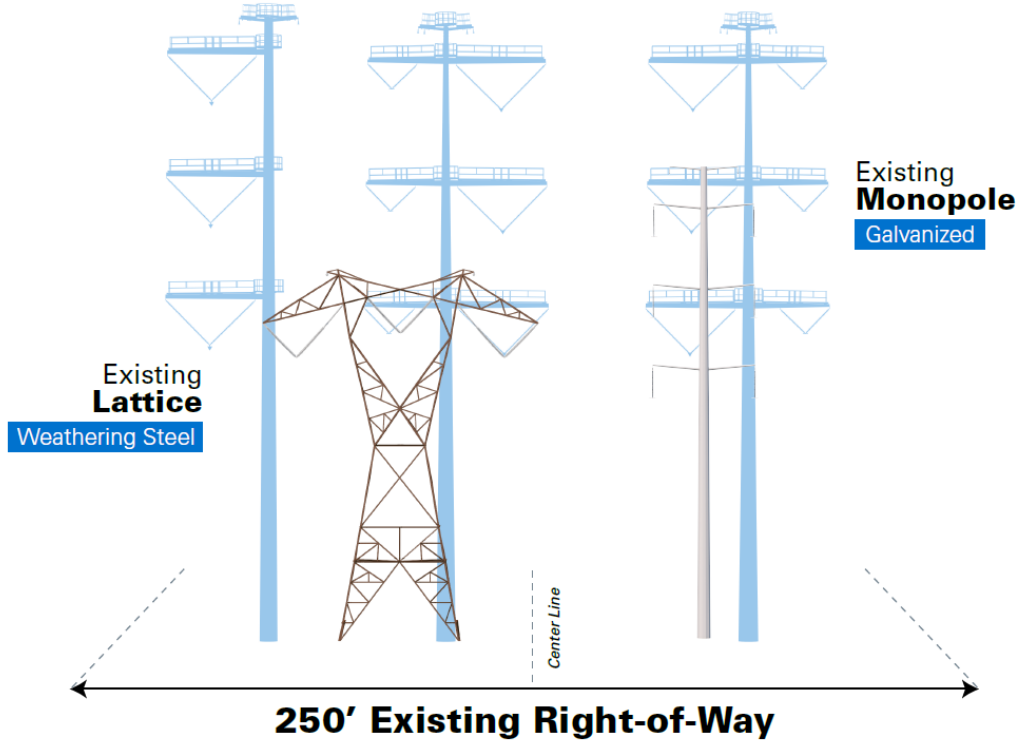 Existing
Monopole
Galvanized
Existing
Lattice
Weathering Steel
Center Line
250’ Existing Right-of-Way